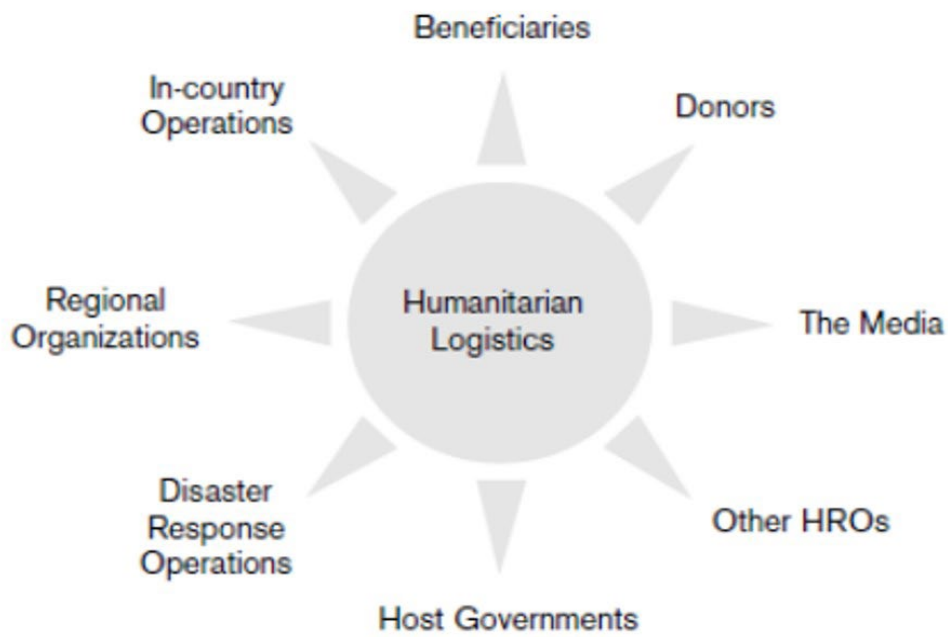 Beneficiaries
In-country
Operations
Donors
Regional
Organizations
Humanitarian
Logistics
The Media
Disaster
Response
Operations
Other HROs
Host Governments